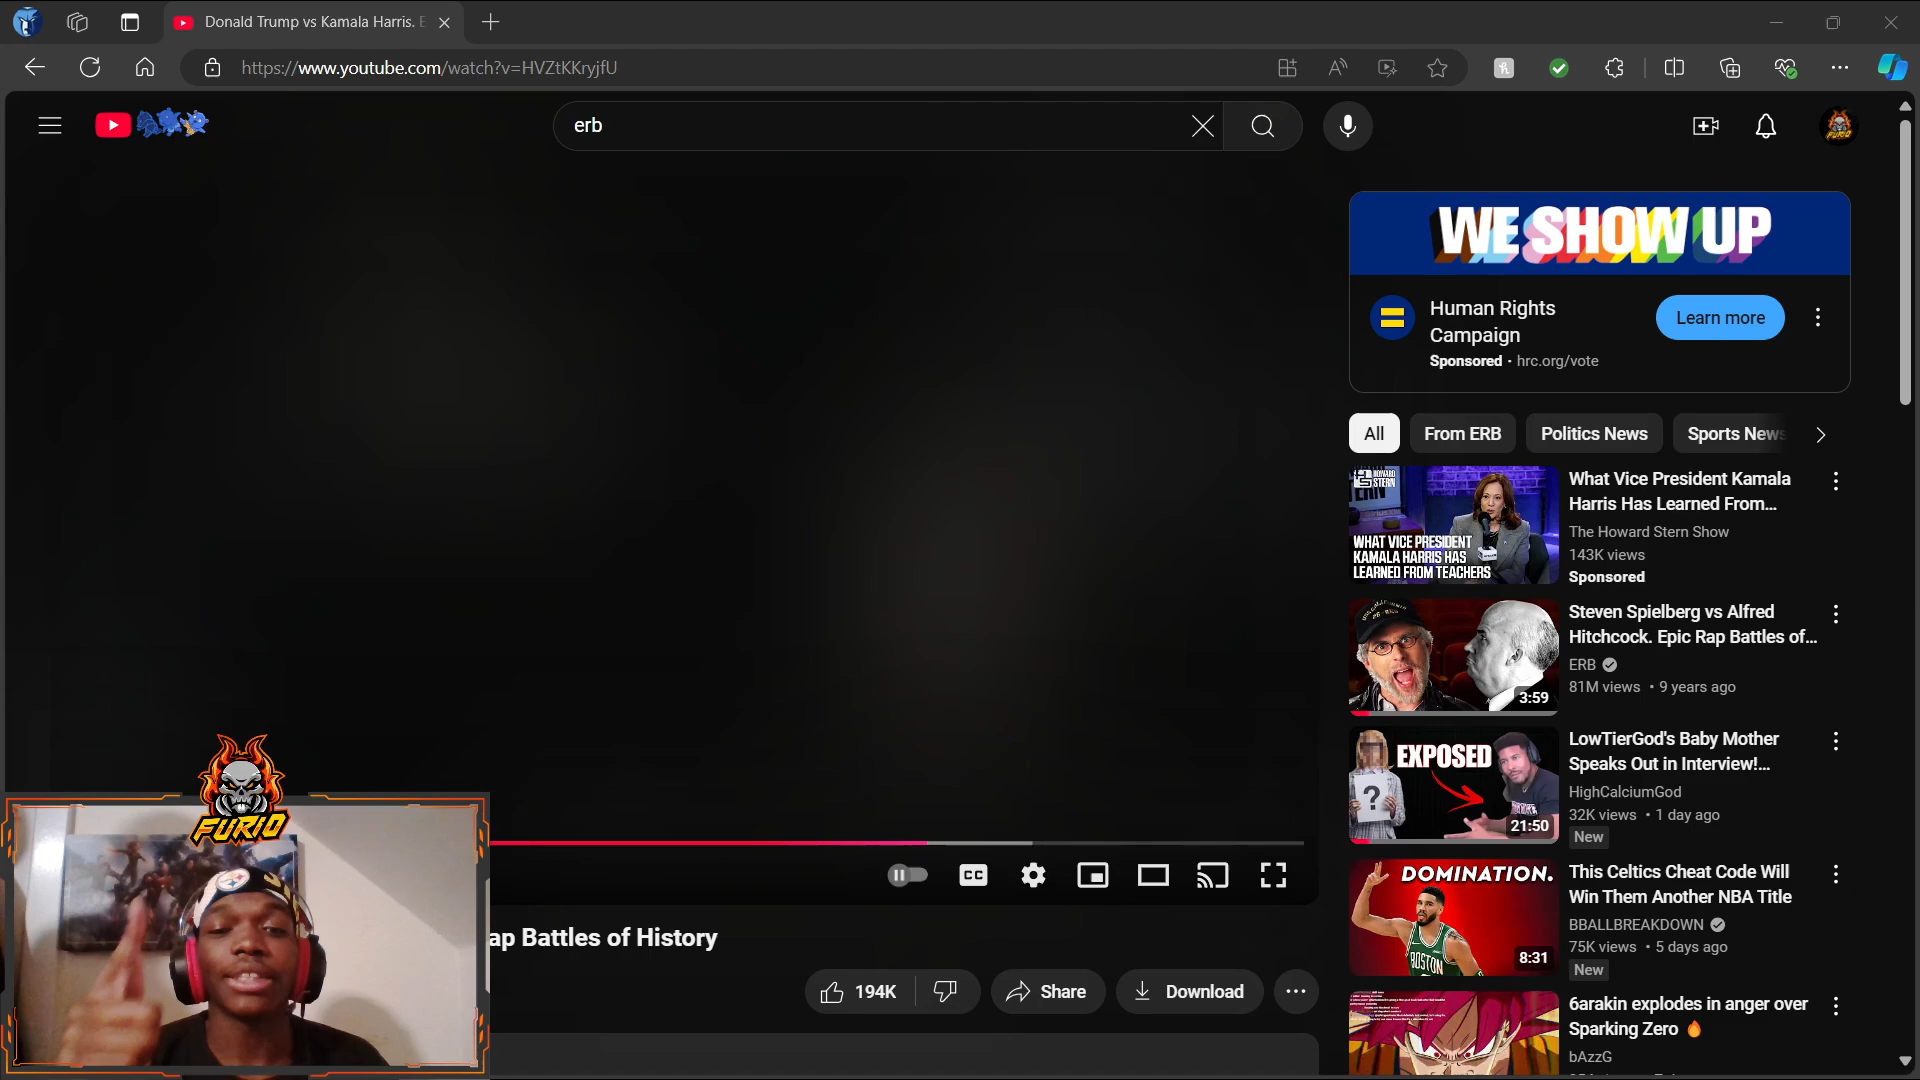 Donald Trump vs Kamala Harris. E
https://www.youtube.com/watch?v=HVZtKKryjfU
erb
WE SHOW UP
Human Rights
Campaign
Sponsored · hrc.org/vote
Learn more
All
From ERB
Politics News
Sports News
HOWARD
STERN
WHAT VICE PRESIDENT
KAMALA HARRIS HAS
LEARNED FROM TEACHERS
What Vice President Kamala
Harris Has Learned From...
The Howard Stern Show
143K views
Sponsored
3:59
Steven Spielberg vs Alfred
Hitchcock. Epic Rap Battles of...
ERB
81M views · 9 years ago
EXPOSED
?
21:50
LowTierGod's Baby Mother
Speaks Out in Interview!...
HighCalciumGod
32K views · 1 day ago
New
DOMINATION.
BOSTON
8:31
This Celtics Cheat Code Will
Win Them Another NBA Title
BBALLBREAKDOWN
75K views · 5 days ago
New
6arakin explodes in anger over
Sparking Zero 🔥
bAzzG
CC
ap Battles of History
194K
Share
Download
FURIO
Steelers